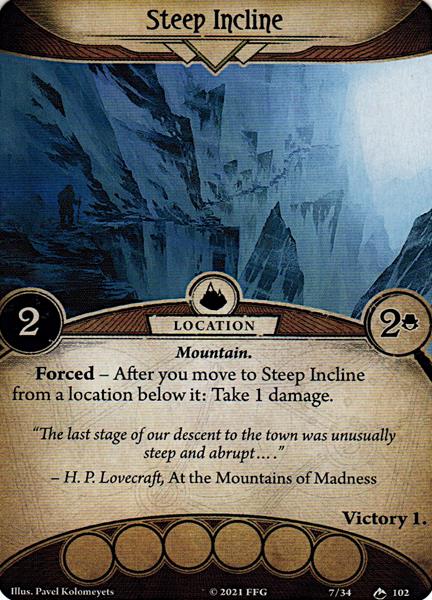 Steep Incline
2
LOCATION
2
Mountain.
Forced – After you move to Steep Incline
from a location below it: Take 1 damage.
“The last stage of our descent to the town was unusually
steep and abrupt… .”
– H. P. Lovecraft, At the Mountains of Madness
Victory 1.
Illus. Pavel Kolomeyets © 2021 FFG 7/34 102